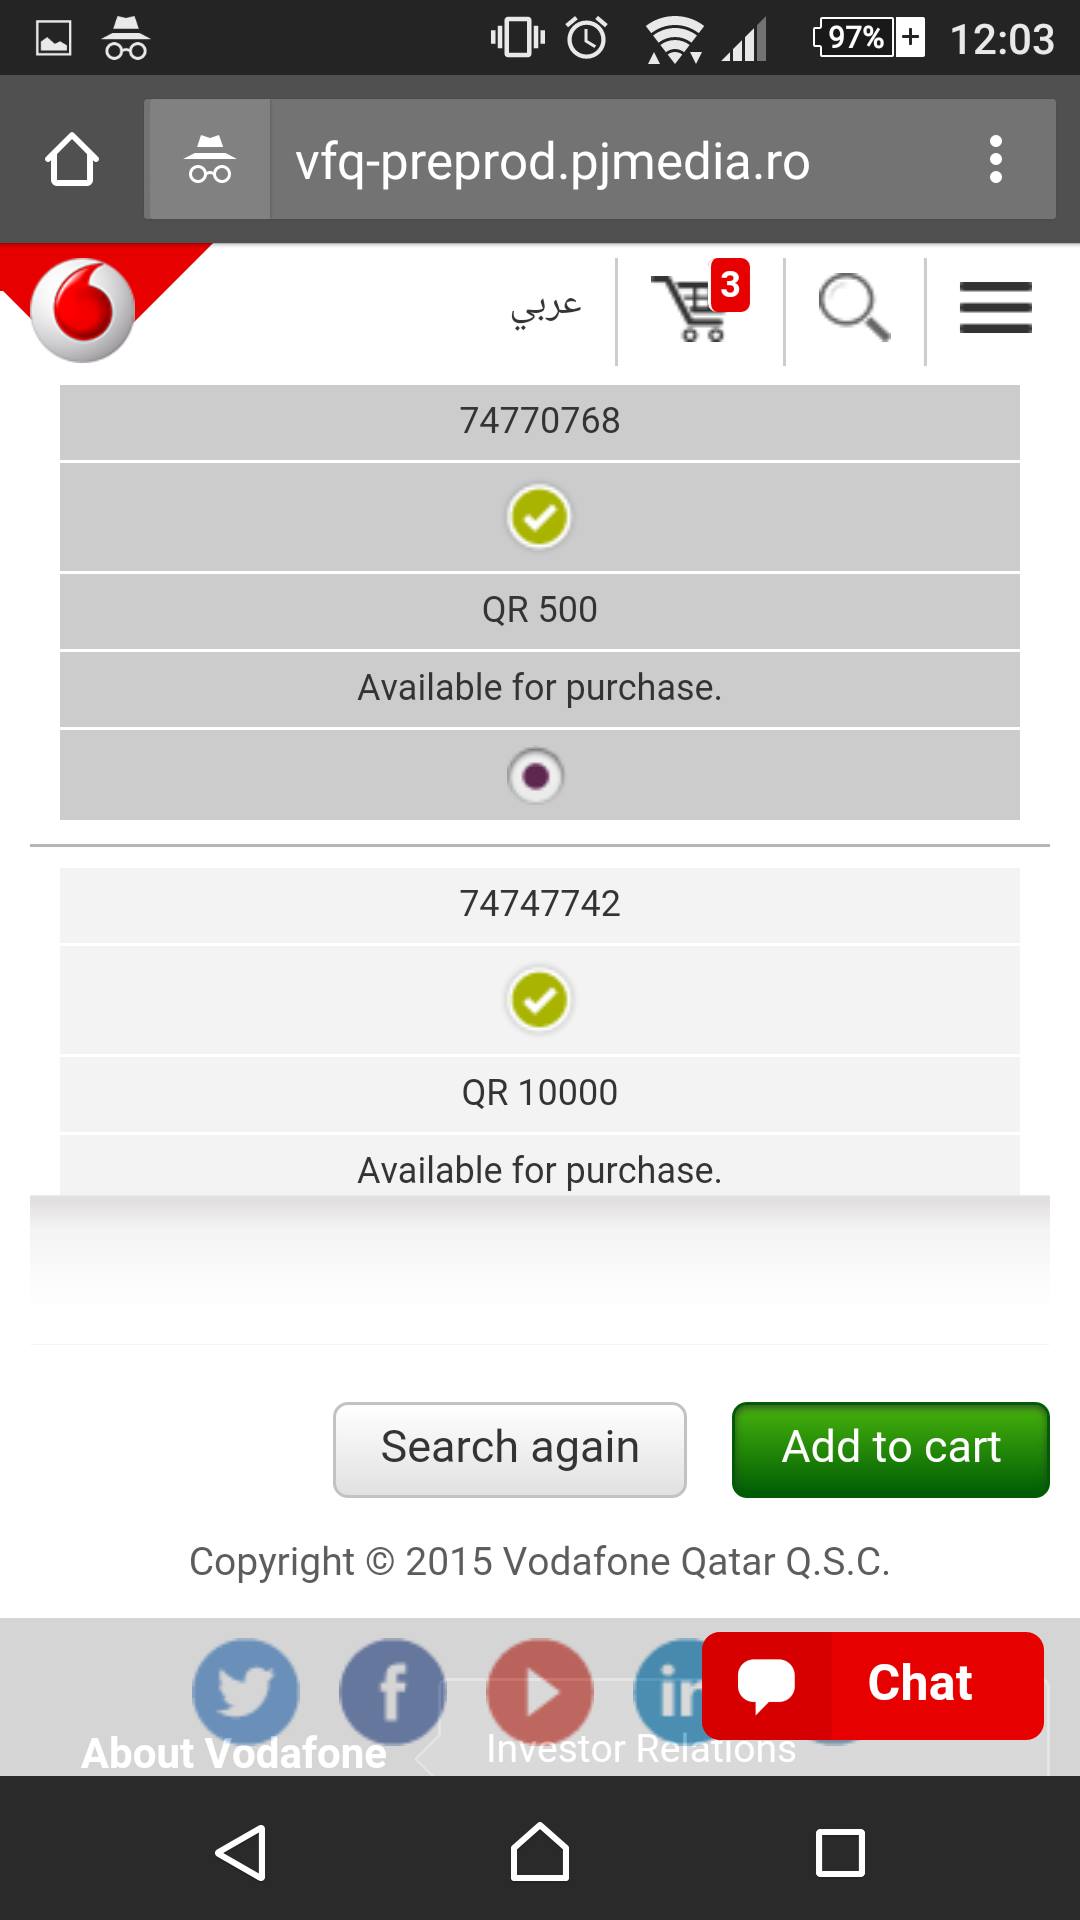 97% 12:03
vfq-preprod.pjmedia.ro
عربي 3
74770768
QR 500
Available for purchase.
74747742
QR 10000
Available for purchase.
Search again Add to cart
Copyright © 2015 Vodafone Qatar Q.S.C.
f in Chat
About Vodafone Investor Relations